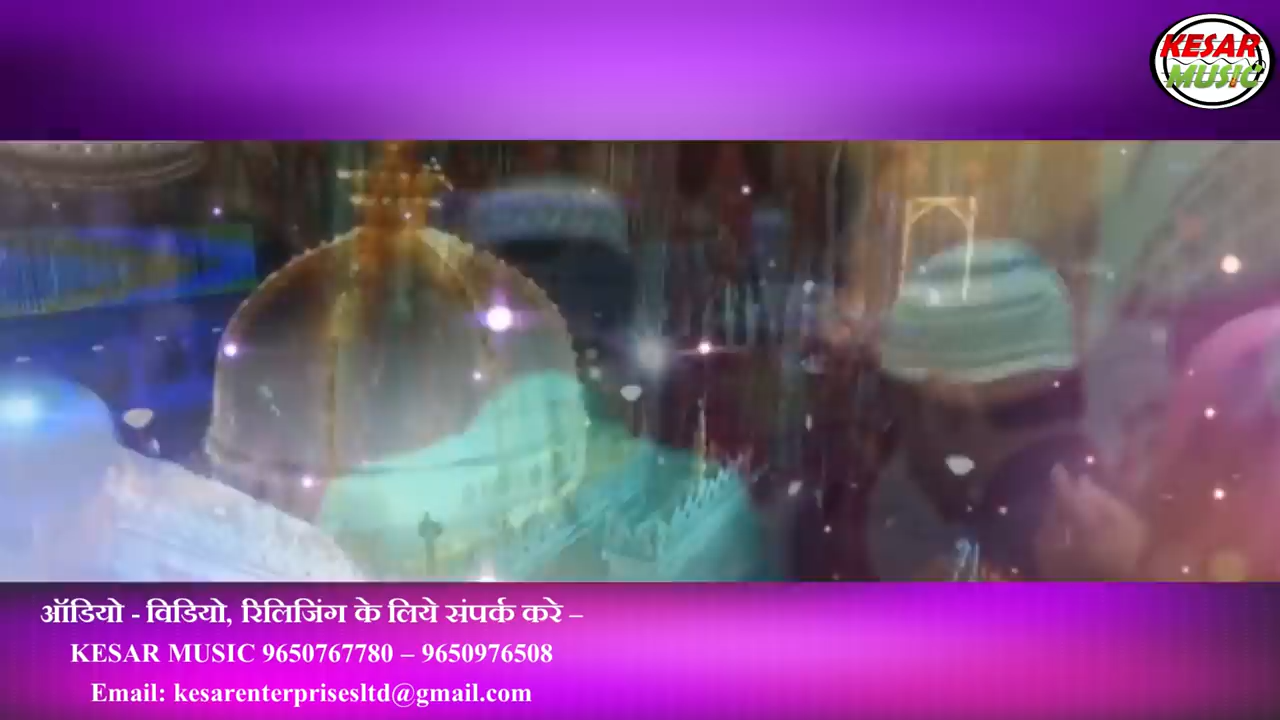 KESAR
MUSIC
ऑडियो - विडियो, रिलिजिंग के लिये संपर्क करे –
KESAR MUSIC 9650767780 – 9650976508
Email: kesarenterprisesltd@gmail.com